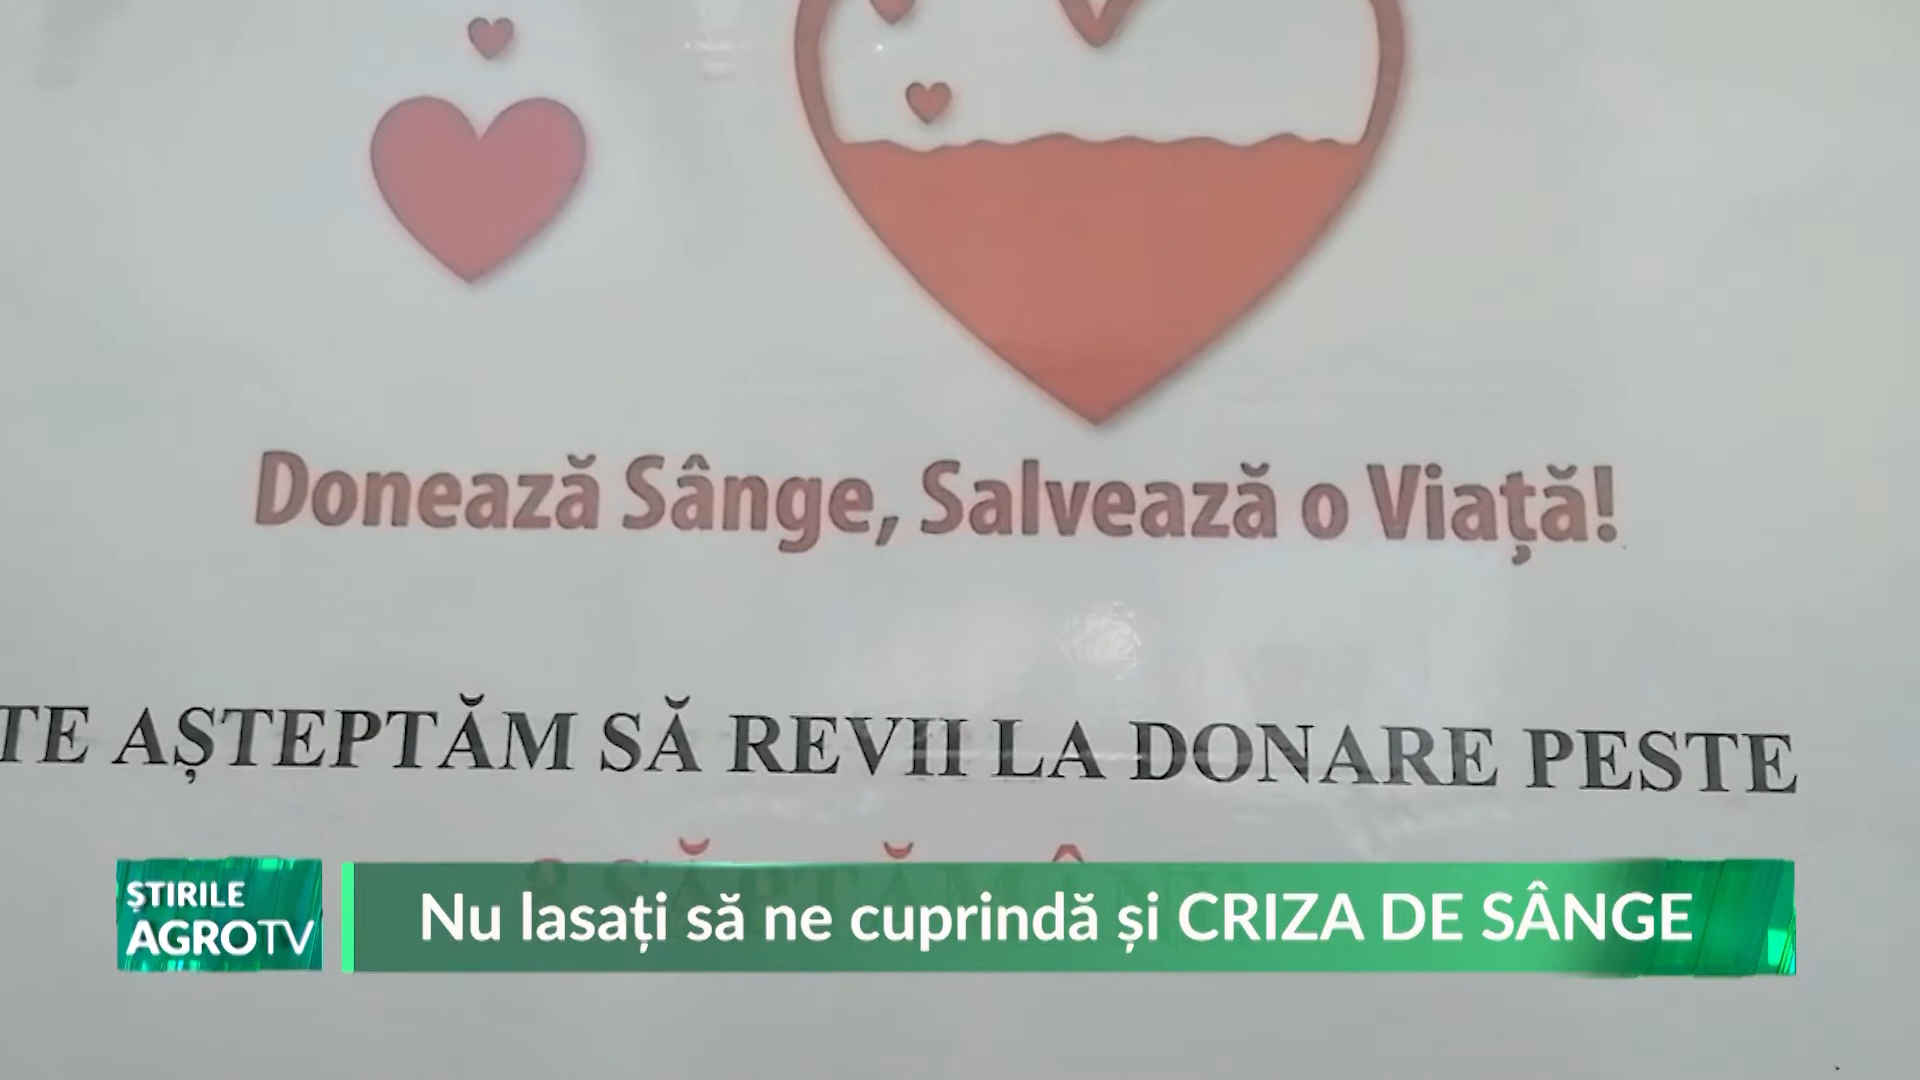 Donează Sânge, Salvează o Viață!
TE AȘTEPTĂM SĂ REVII LA DONARE PESTE
ȘTIRILE
AGROTV
Nu lasați să ne cuprindă și CRIZA DE SÂNGE